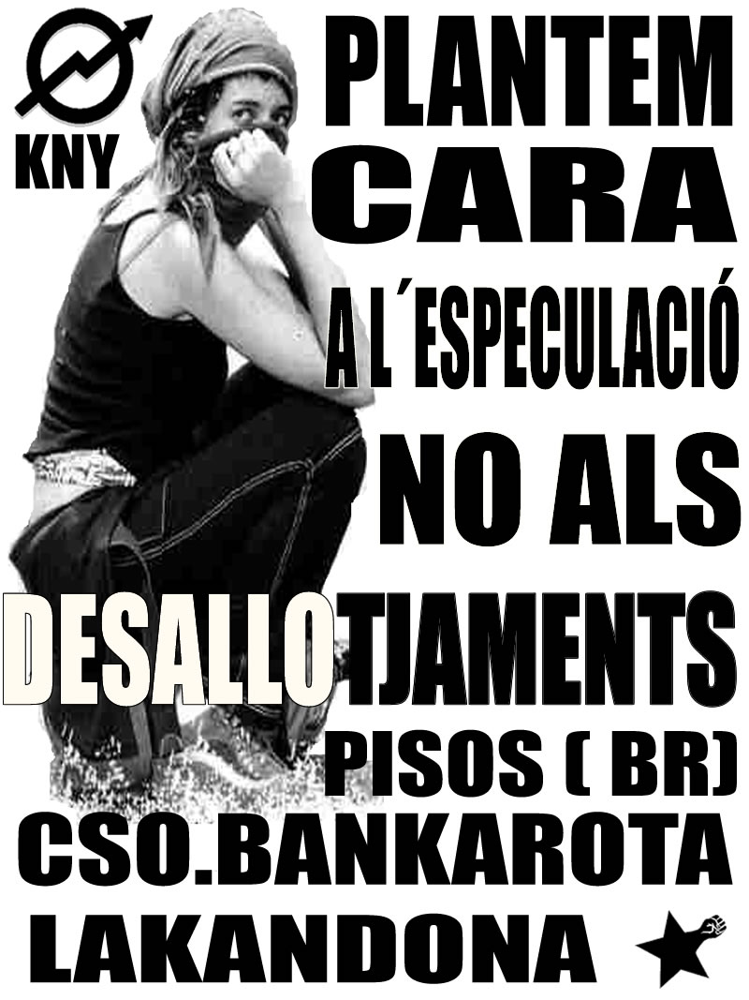 KNY
PLANTEM
CARA
A L´ESPECULACIÓ
NO ALS
DESALLOTJAMENTS
PISOS ( BR)
CSO.BANKAROTA
LAKANDONA